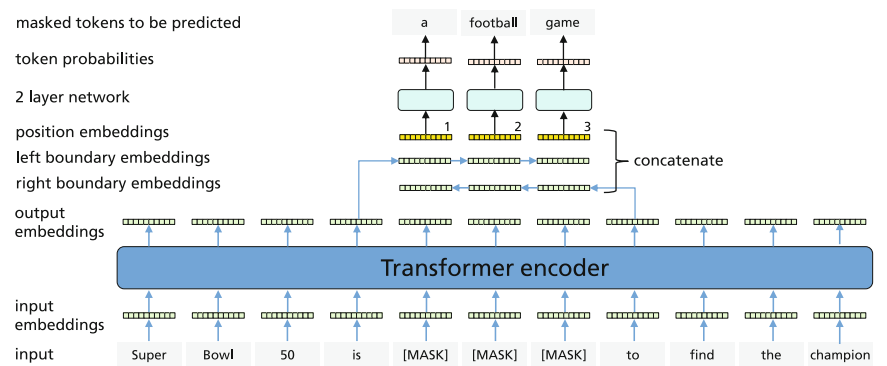 masked tokens to be predicted a football game
token probabilities
2 layer network
position embeddings 1 2 3
left boundary embeddings
concatenate
right boundary embeddings
output
embeddings
Transformer encoder
input
embeddings
input Super Bowl 50 is [MASK] [MASK] [MASK] to find the champion